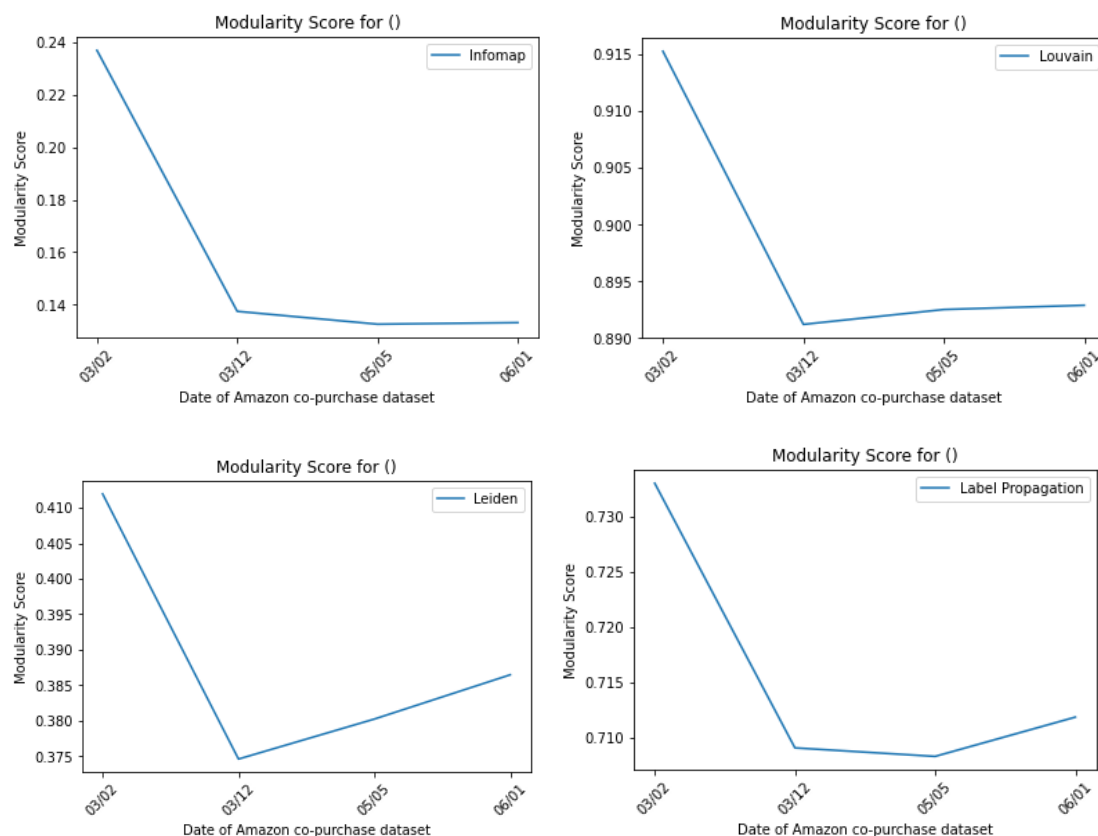 Modularity Score for ()
Infomap
Modularity Score
0.24
0.22
0.20
0.18
0.16
0.14
03/02
03/12
05/05
06/01
Date of Amazon co-purchase dataset
Modularity Score for ()
Louvain
Modularity Score
0.915
0.910
0.905
0.900
0.895
0.890
03/02
03/12
05/05
06/01
Date of Amazon co-purchase dataset
Modularity Score for ()
Leiden
Modularity Score
0.410
0.405
0.400
0.395
0.390
0.385
0.380
0.375
03/02
03/12
05/05
06/01
Date of Amazon co-purchase dataset
Modularity Score for ()
Label Propagation
Modularity Score
0.730
0.725
0.720
0.715
0.710
03/02
03/12
05/05
06/01
Date of Amazon co-purchase dataset